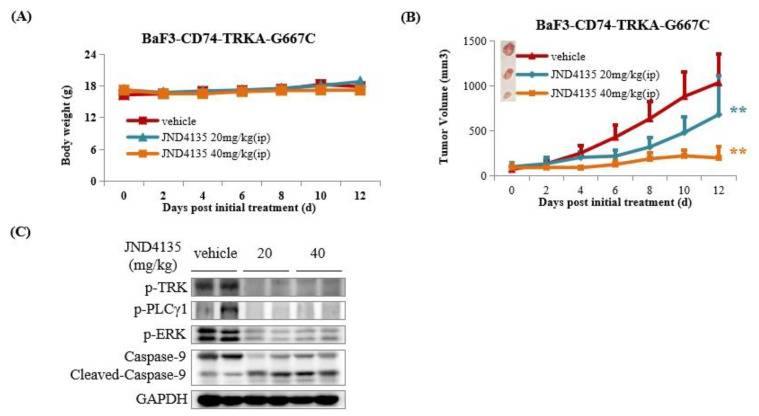 (A)
BaF3-CD74-TRKA-G667C
Body weight (g)
24
18
12
6
0
vehicle
JND4135 20mg/kg(ip)
JND4135 40mg/kg(ip)
0 2 4 6 8 10 12
Days post initial treatment (d)
(B)
BaF3-CD74-TRKA-G667C
Tumor Volume (mm3)
1500
1000
500
0
vehicle
JND4135 20mg/kg(ip)
JND4135 40mg/kg(ip)
**
**
0 2 4 6 8 10 12
Days post initial treatment (d)
(C)
JND4135 vehicle 20 40
(mg/kg)
p-TRK
p-PLCγ1
p-ERK
Caspase-9
Cleaved-Caspase-9
GAPDH